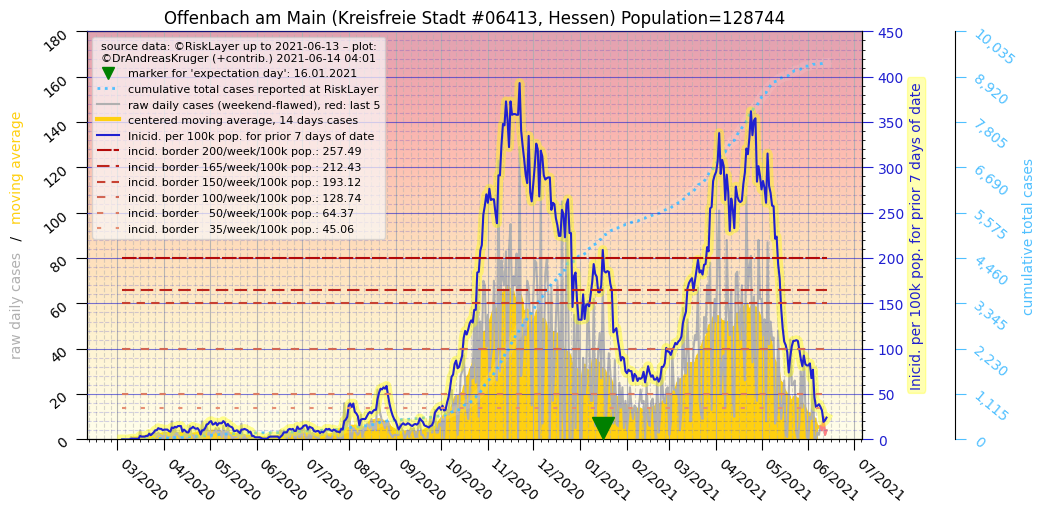 Offenbach am Main (Kreisfreie Stadt #06413, Hessen) Population=128744
source data: ©RiskLayer up to 2021-06-13 – plot:
©DrAndreasKruger (+contrib.) 2021-06-14 04:01
marker for 'expectation day': 16.01.2021
cumulative total cases reported at RiskLayer
raw daily cases (weekend-flawed), red: last 5
centered moving average, 14 days cases
Inicid. per 100k pop. for prior 7 days of date
incid. border 200/week/100k pop.: 257.49
incid. border 165/week/100k pop.: 212.43
incid. border 150/week/100k pop.: 193.12
incid. border 100/week/100k pop.: 128.74
incid. border   50/week/100k pop.: 64.37
incid. border   35/week/100k pop.: 45.06
raw daily cases   /   moving average
180
160
140
120
100
80
60
40
20
0
03/2020
04/2020
05/2020
06/2020
07/2020
08/2020
09/2020
10/2020
11/2020
12/2020
01/2021
02/2021
03/2021
04/2021
05/2021
06/2021
07/2021
450
400
350
300
250
200
150
100
50
0
Inicid. per 100k pop. for prior 7 days of date
10,035
8,920
7,805
6,690
5,575
4,460
3,345
2,230
1,115
0
cumulative total cases